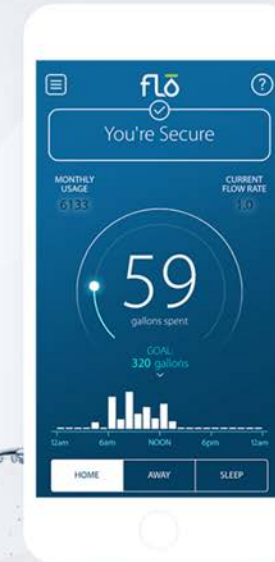 flō
You're Secure
MONTHLY
USAGE
6133
CURRENT
FLOW RATE
1.0
59
gallons spent
GOAL:
320 gallons
12am 6am NOON 6pm 12am
HOME AWAY SLEEP